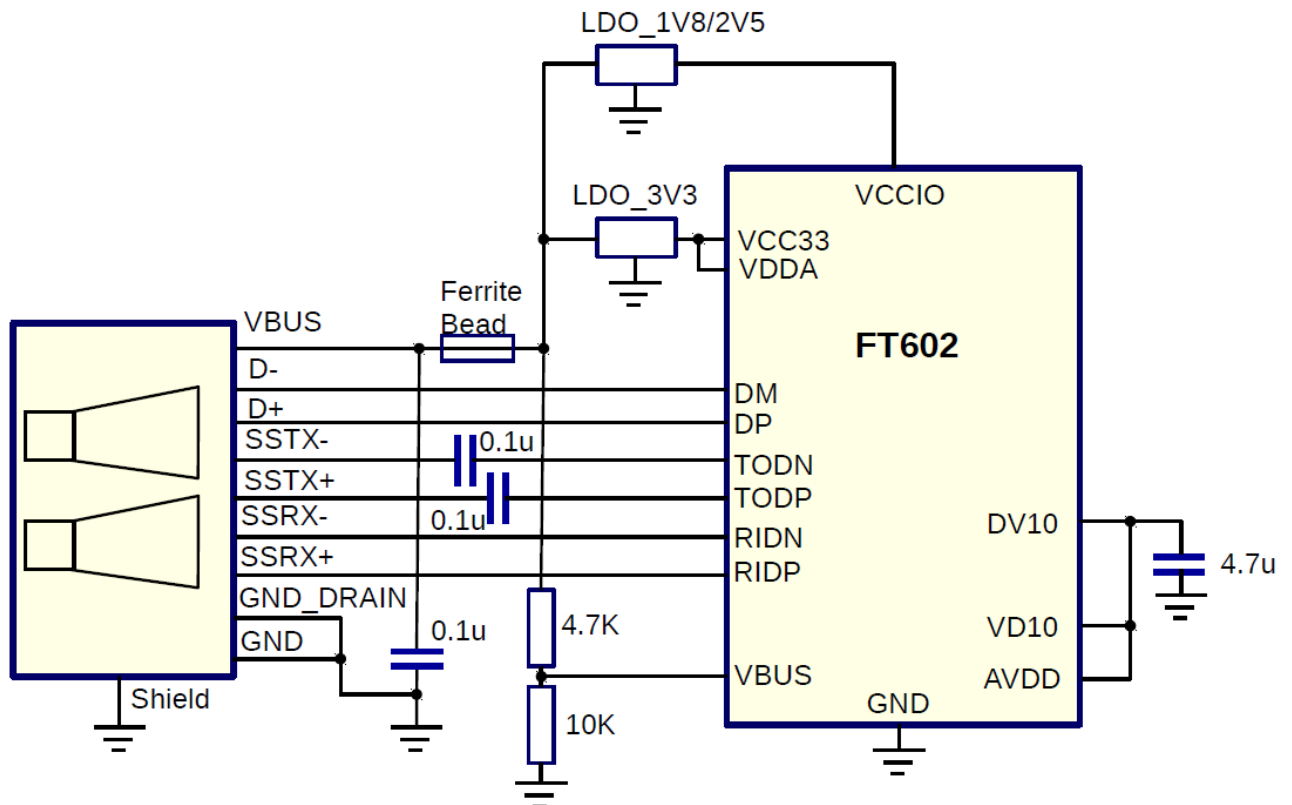 LDO_1V8/2V5
LDO_3V3
VCCIO
VCC33
VDDA
Ferrite
Bead
VBUS
FT602
D-
DM
D+
DP
SSTX-
0.1u
TODN
SSTX+
TODP
0.1u
SSRX-
RIDN
DV10
SSRX+
RIDP
4.7u
GND_DRAIN
0.1u
4.7K
VD10
GND
VBUS
AVDD
Shield
GND
10K